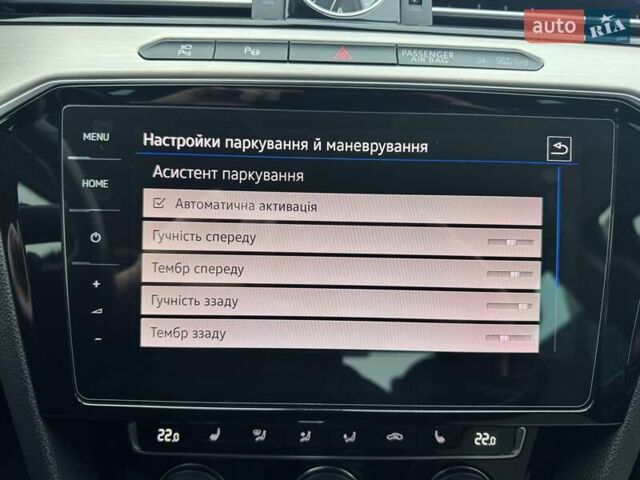 auto RIA
PASSENGER
AIR BAG
MENU
HOME
Настройки паркування й маневрування
Асистент паркування
Автоматична активація
Гучність спереду
Тембр спереду
Гучність ззаду
Тембр ззаду
22.0
22.0